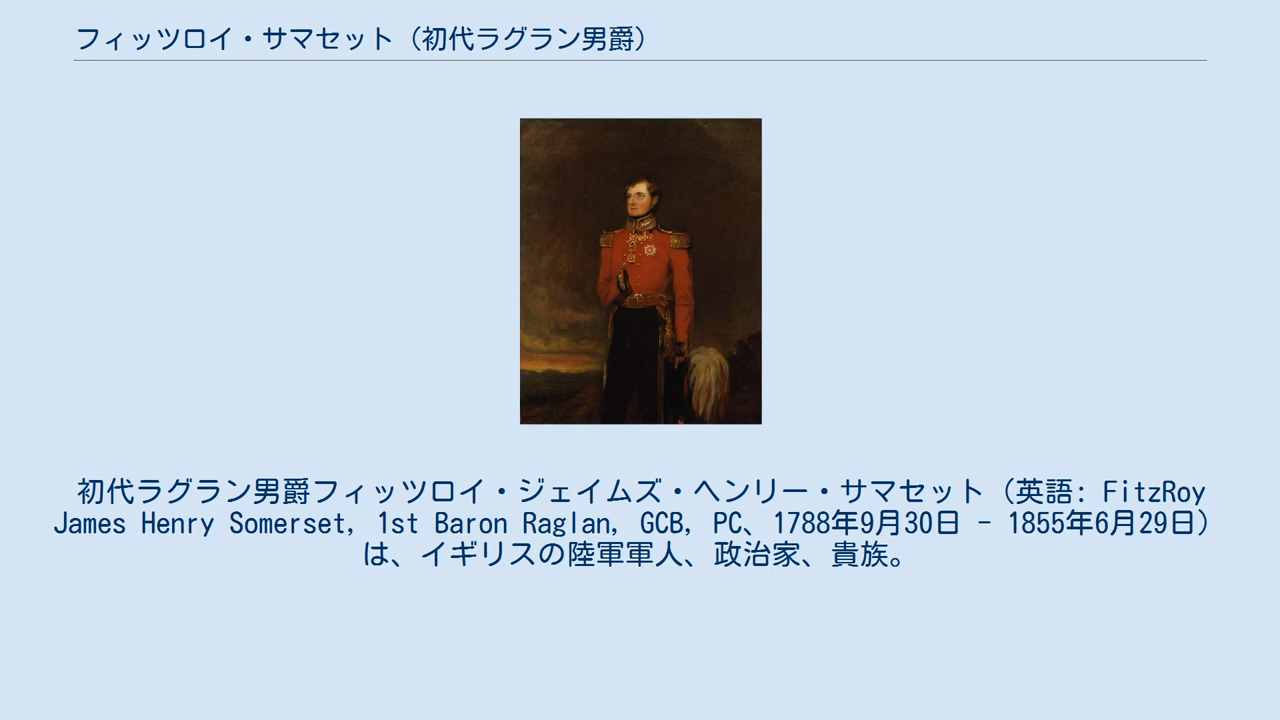 フィッツロイ・サマセット（初代ラグラン男爵）
初代ラグラン男爵フィッツロイ・ジェイムズ・ヘンリー・サマセット（英語: FitzRoy
James Henry Somerset, 1st Baron Raglan, GCB, PC、1788年9月30日 - 1855年6月29日）
は、イギリスの陸軍軍人、政治家、貴族。